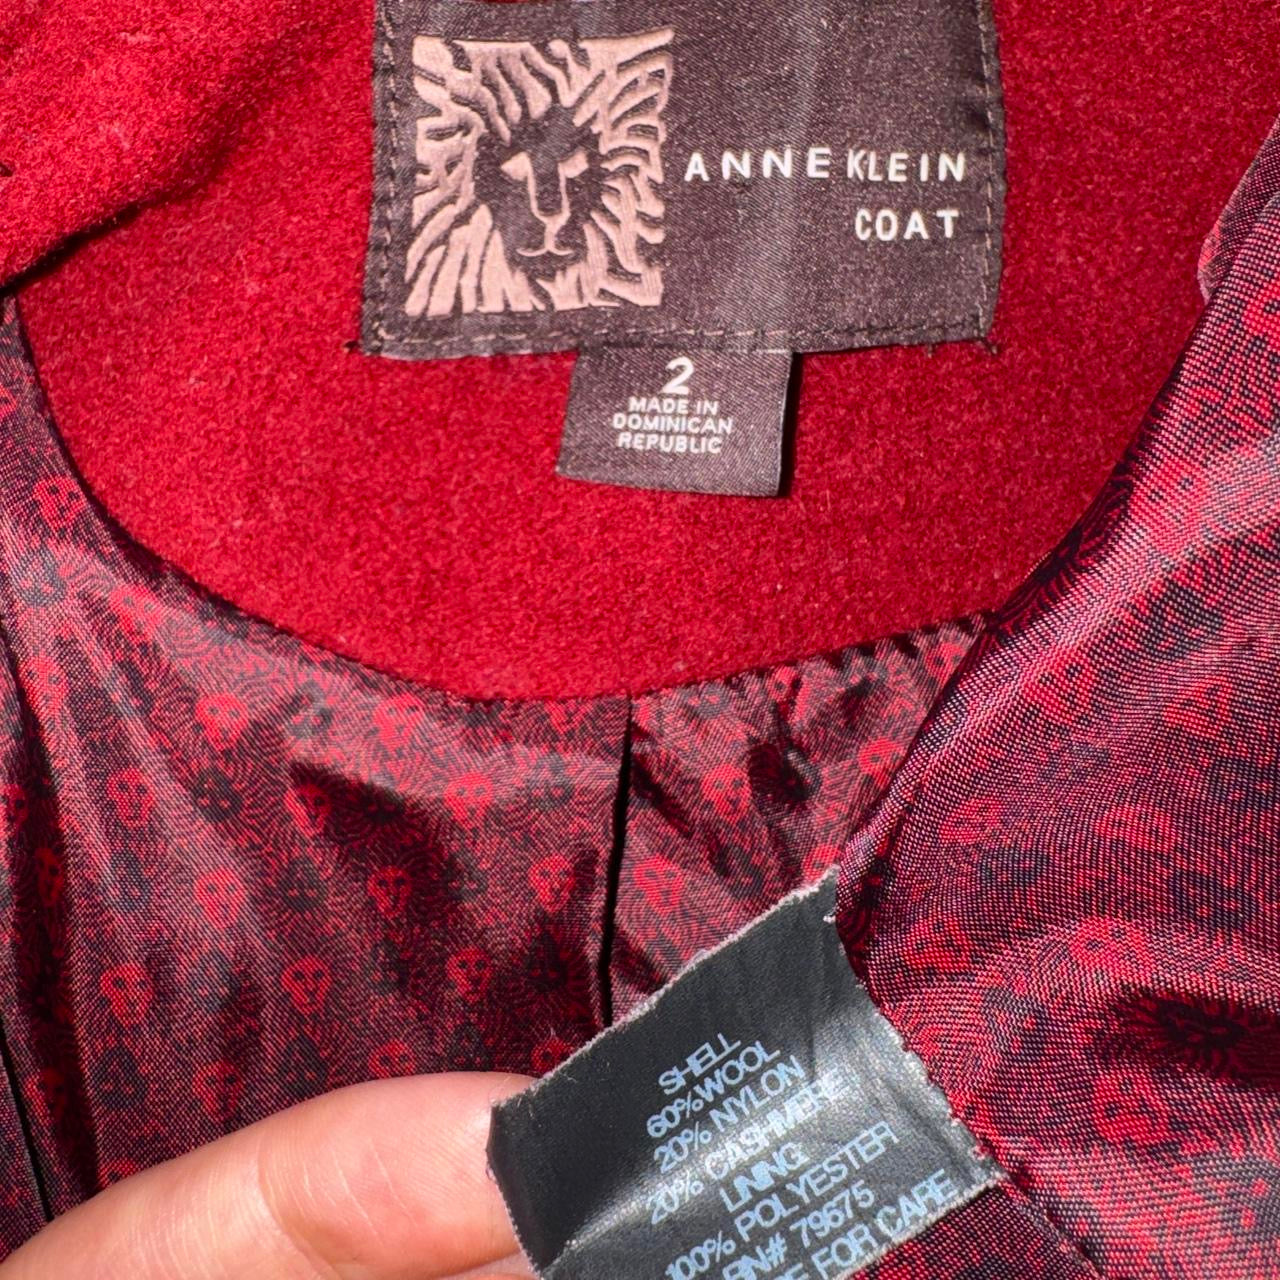 ANNE KLEIN
COAT
2
MADE IN
DOMINICAN
REPUBLIC
SHELL
60% WOOL
20% NYLON
20% CASHMERE
LINING
100% POLYESTER
RN# 79675
FOR CARE